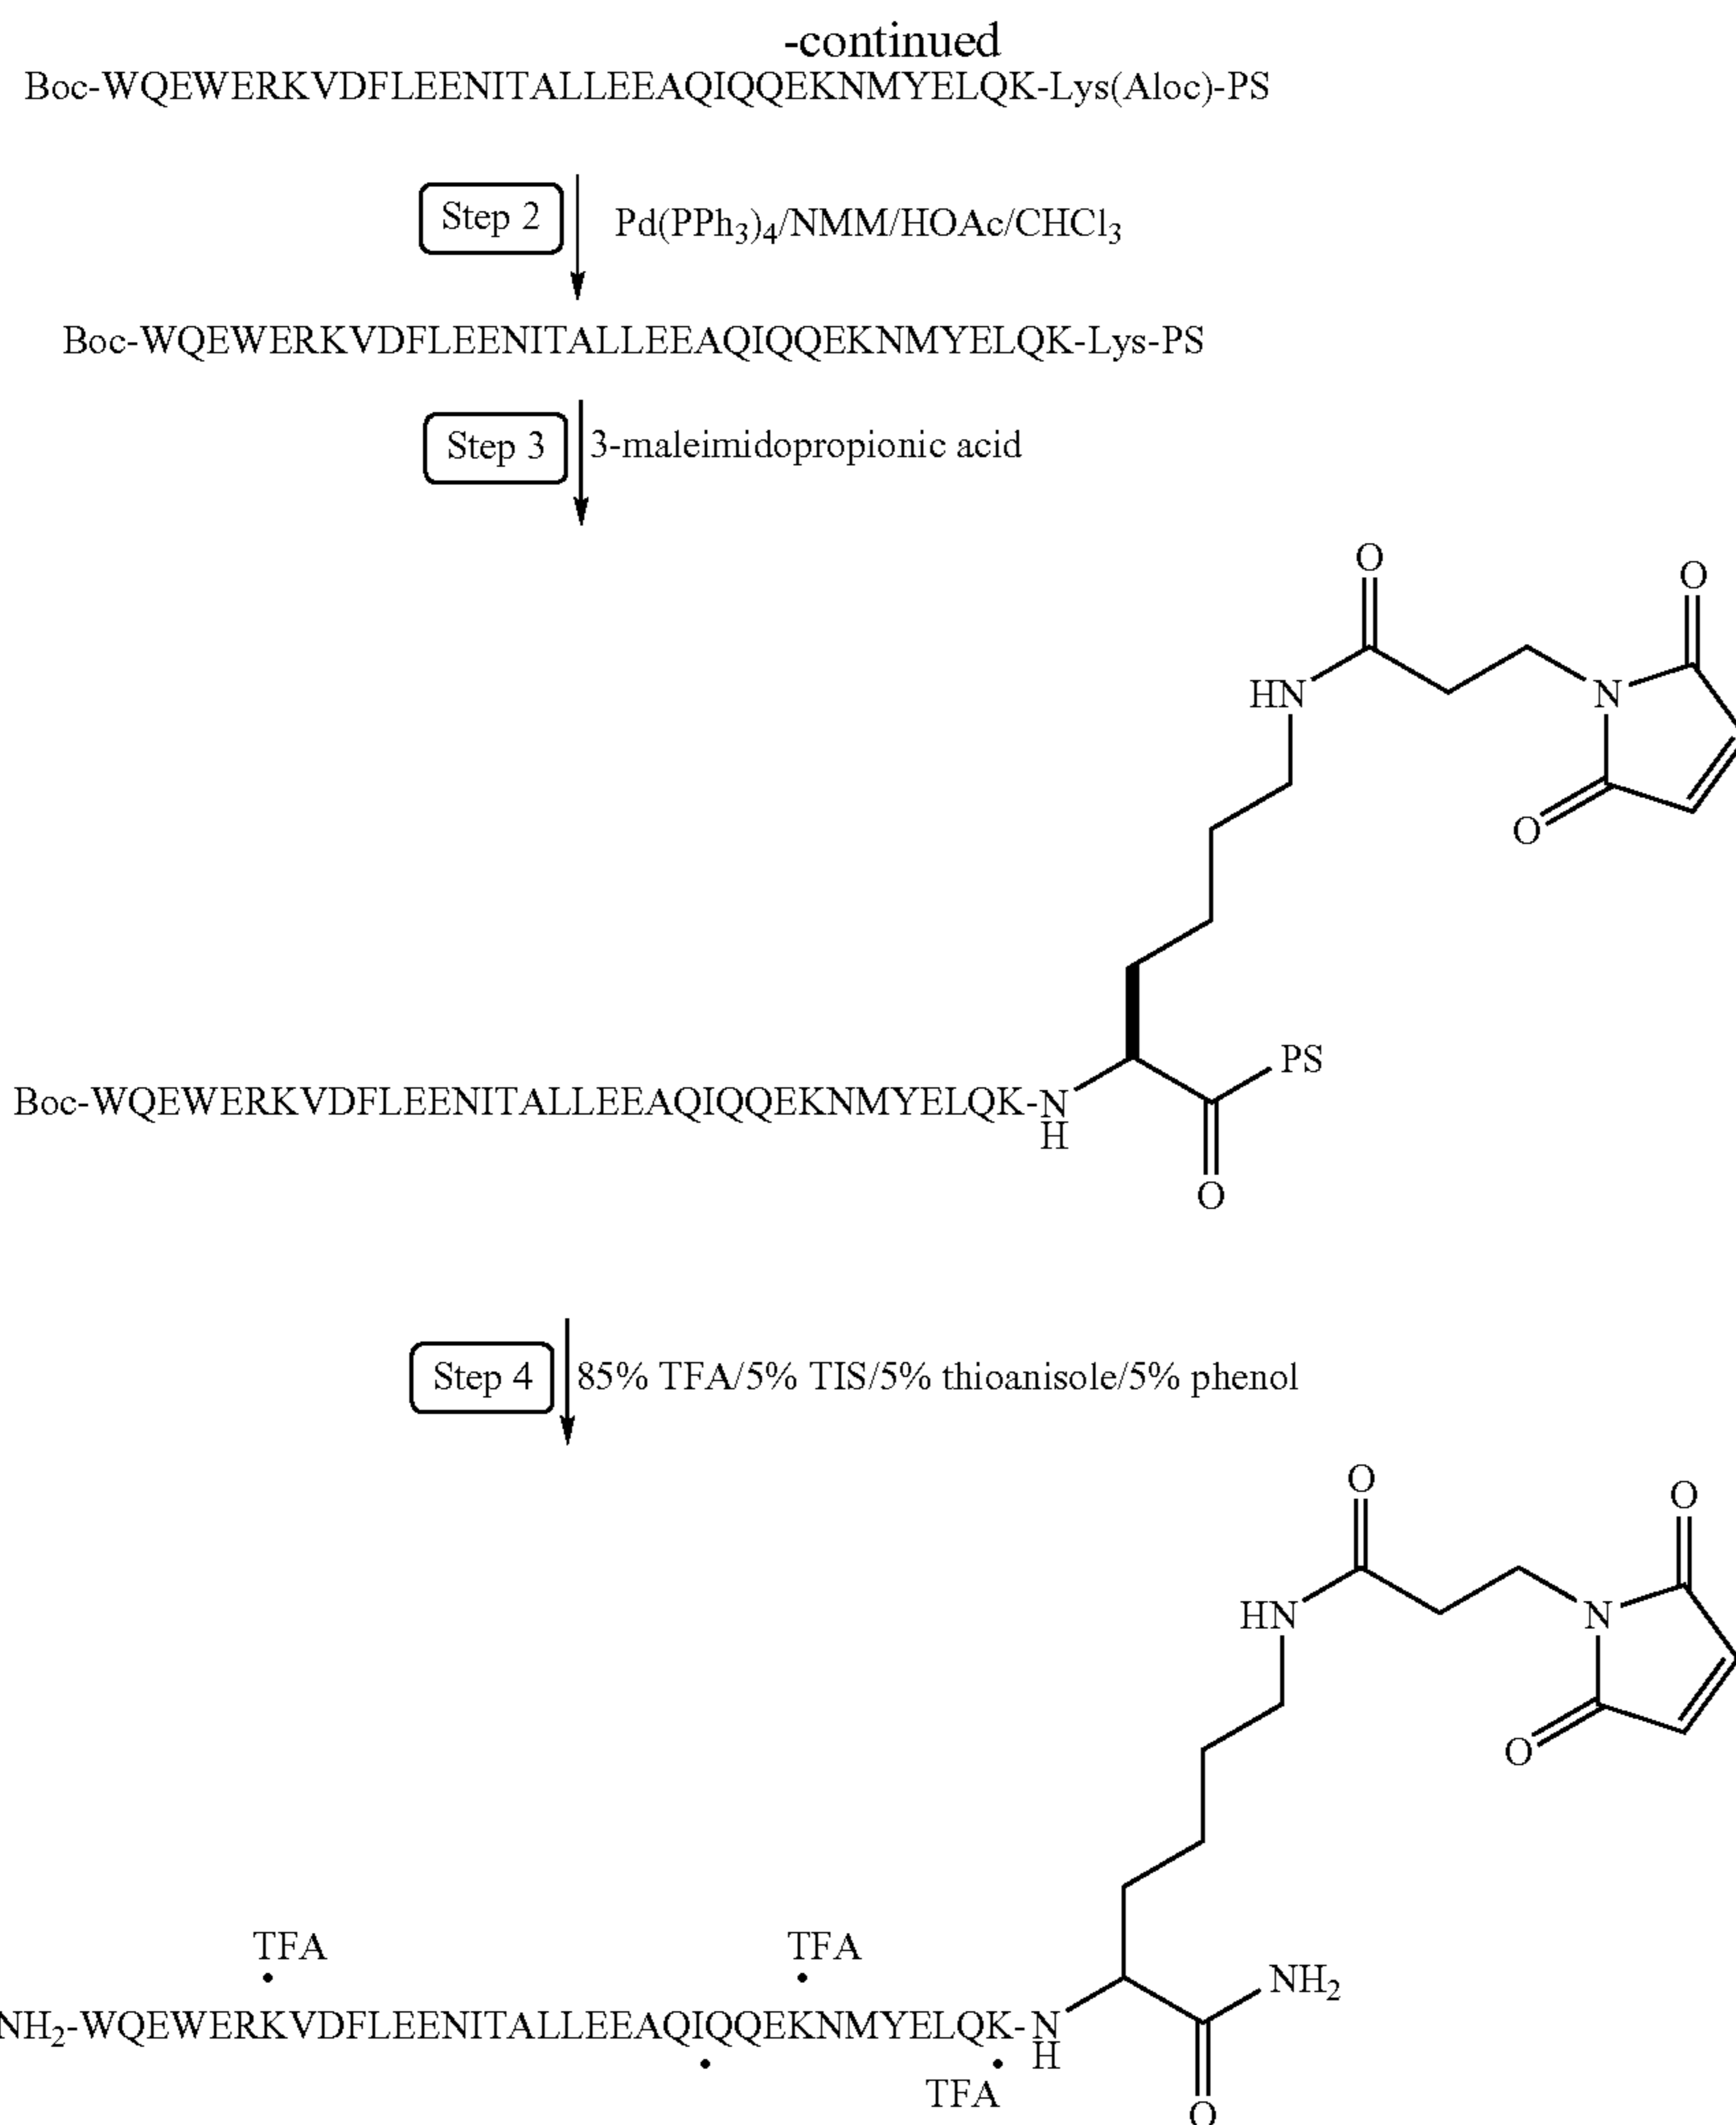 -continued
Boc-WQEWERKVDFLEENITALLEEAQIQQEKNMYELQK-Lys(Aloc)-PS
Step 2 Pd(PPh3)4/NMM/HOAc/CHCl3
Boc-WQEWERKVDFLEENITALLEEAQIQQEKNMYELQK-Lys-PS
Step 3 3-maleimidopropionic acid
O
O
HN N
O
PS
Boc-WQEWERKVDFLEENITALLEEAQIQQEKNMYELQK-N
H
O
Step 4 85% TFA/5% TIS/5% thioanisole/5% phenol
O
O
HN N
O
TFA TFA
• •
NH2
NH2-WQEWERKVDFLEENITALLEEAQIQQEKNMYELQK-N
H
• •
TFA
O